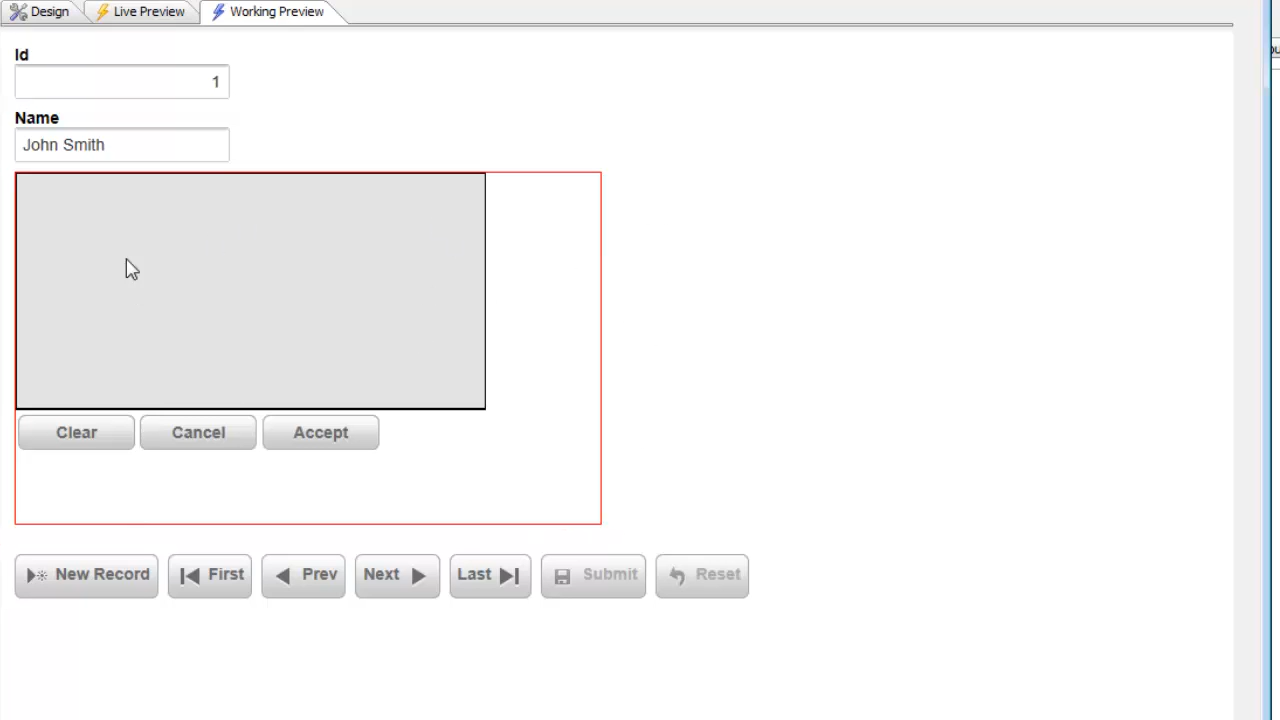 Design Live Preview Working Preview
Id
1
Name
John Smith
Clear Cancel Accept
New Record First Prev Next Last Submit Reset